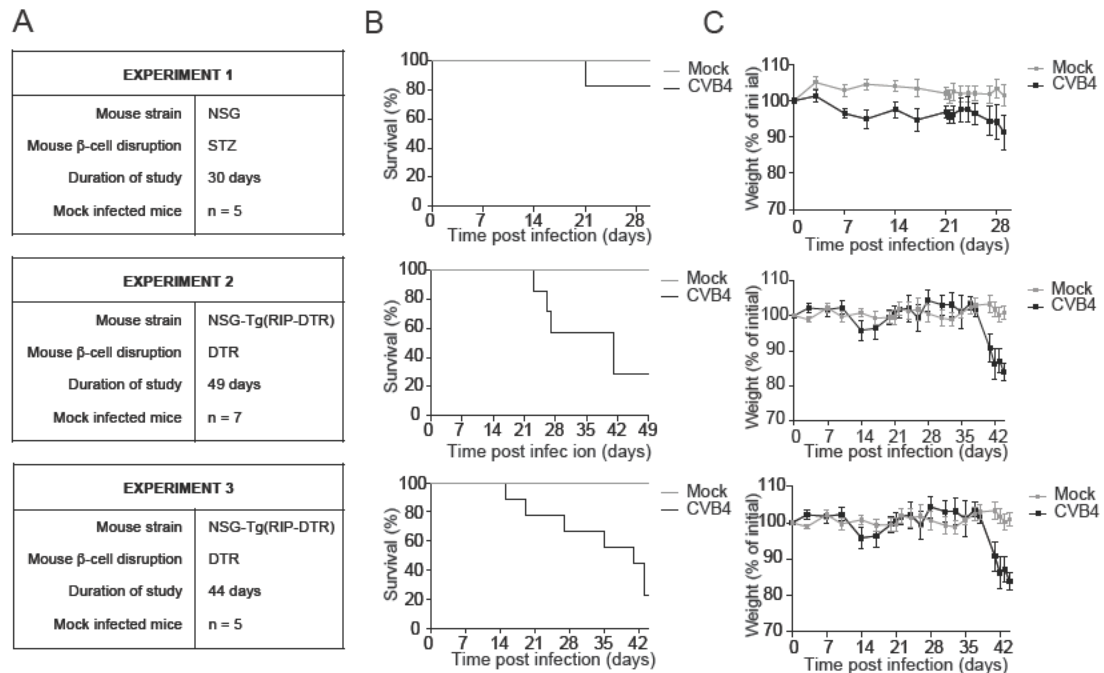 A
EXPERIMENT 1
Mouse strain NSG
Mouse β-cell disruption STZ
Duration of study 30 days
Mock infected mice n = 5
EXPERIMENT 2
Mouse strain NSG-Tg(RIP-DTR)
Mouse β-cell disruption DTR
Duration of study 49 days
Mock infected mice n = 7
EXPERIMENT 3
Mouse strain NSG-Tg(RIP-DTR)
Mouse β-cell disruption DTR
Duration of study 44 days
Mock infected mice n = 5
B
Survival (%)
100
80
60
40
20
0
0 7 14 21 28
Time post infection (days)
Mock
CVB4
Survival (%)
100
80
60
40
20
0
0 7 14 21 28 35 42 49
Time post infec ion (days)
Mock
CVB4
Survival (%)
100
80
60
40
20
0
0 7 14 21 28 35 42
Time post infection (days)
Mock
CVB4
C
Weight (% of ini ial)
110
100
90
80
70
0 7 14 21 28
Time post infection (days)
Mock
CVB4
Weight (% of initial)
110
100
90
80
70
0 7 14 21 28 35 42
Time post infection (days)
Mock
CVB4
Weight (% of initial)
110
100
90
80
70
0 7 14 21 28 35 42
Time post infection (days)
Mock
CVB4